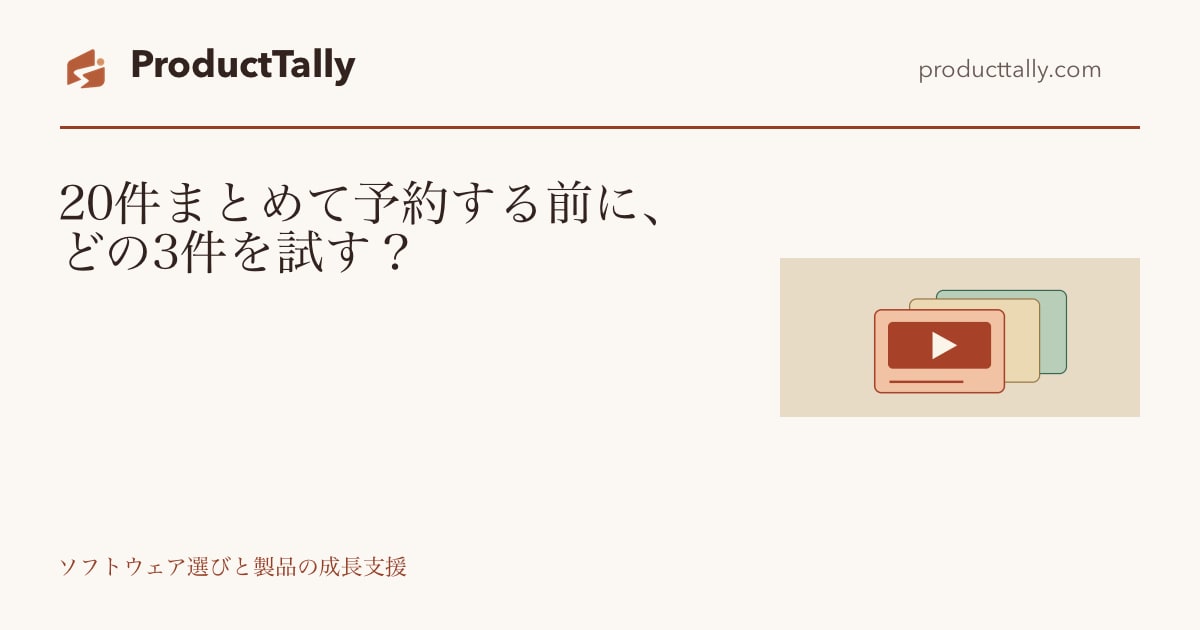 ProductTally
producttally.com
20件まとめて予約する前に、
どの3件を試す？
ソフトウェア選びと製品の成長支援